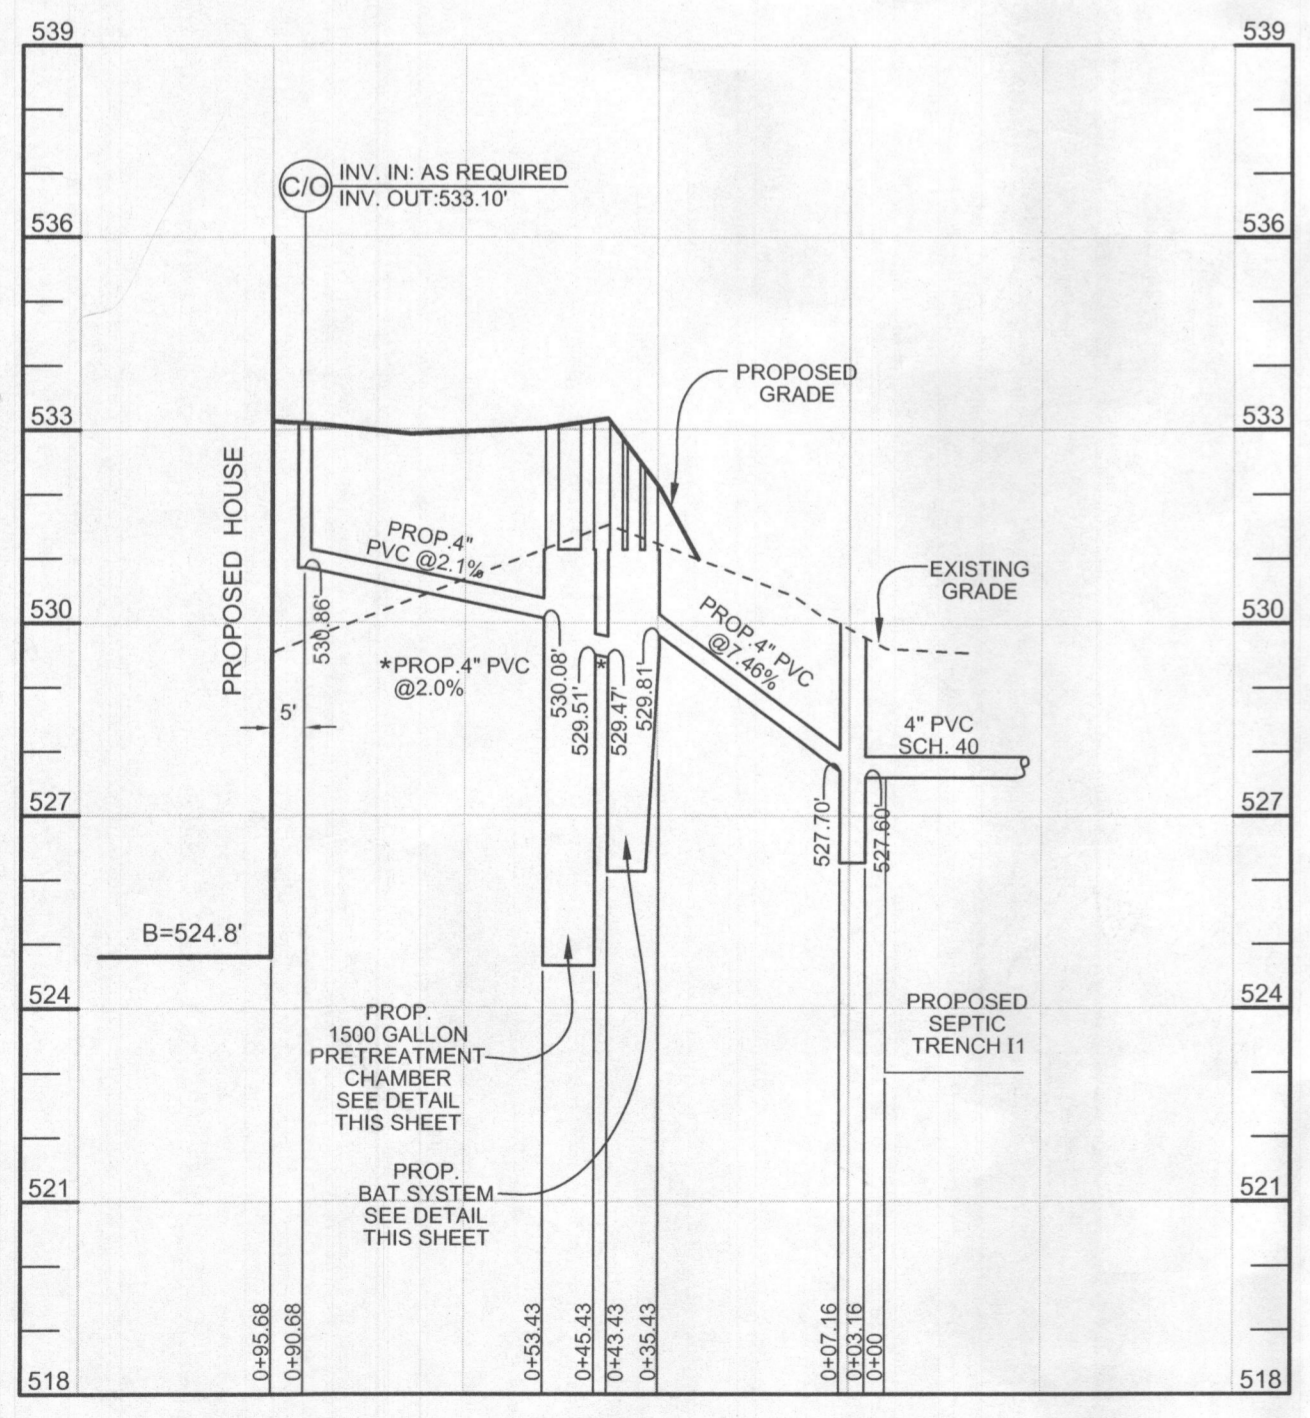 539
539
INV. IN: AS REQUIRED
C/O
INV. OUT:533.10'
536
536
PROPOSED
GRADE
533
533
PROPOSED HOUSE
PROP.4"
PVC @2.1%
EXISTING
GRADE
530
530
530.86'
PROP.4" PVC
@7.46%
*PROP.4" PVC
@2.0%
*
530.08'
529.51'
529.47'
529.81'
5'
4" PVC
SCH. 40
527
527
527.70'
527.60'
B=524.8'
524
524
PROP.
1500 GALLON
PRETREATMENT
CHAMBER
SEE DETAIL
THIS SHEET
PROPOSED
SEPTIC
TRENCH I1
PROP.
BAT SYSTEM
SEE DETAIL
THIS SHEET
521
521
0+95.68
0+90.68
0+53.43
0+45.43
0+43.43
0+35.43
0+07.16
0+03.16
0+00
518
518